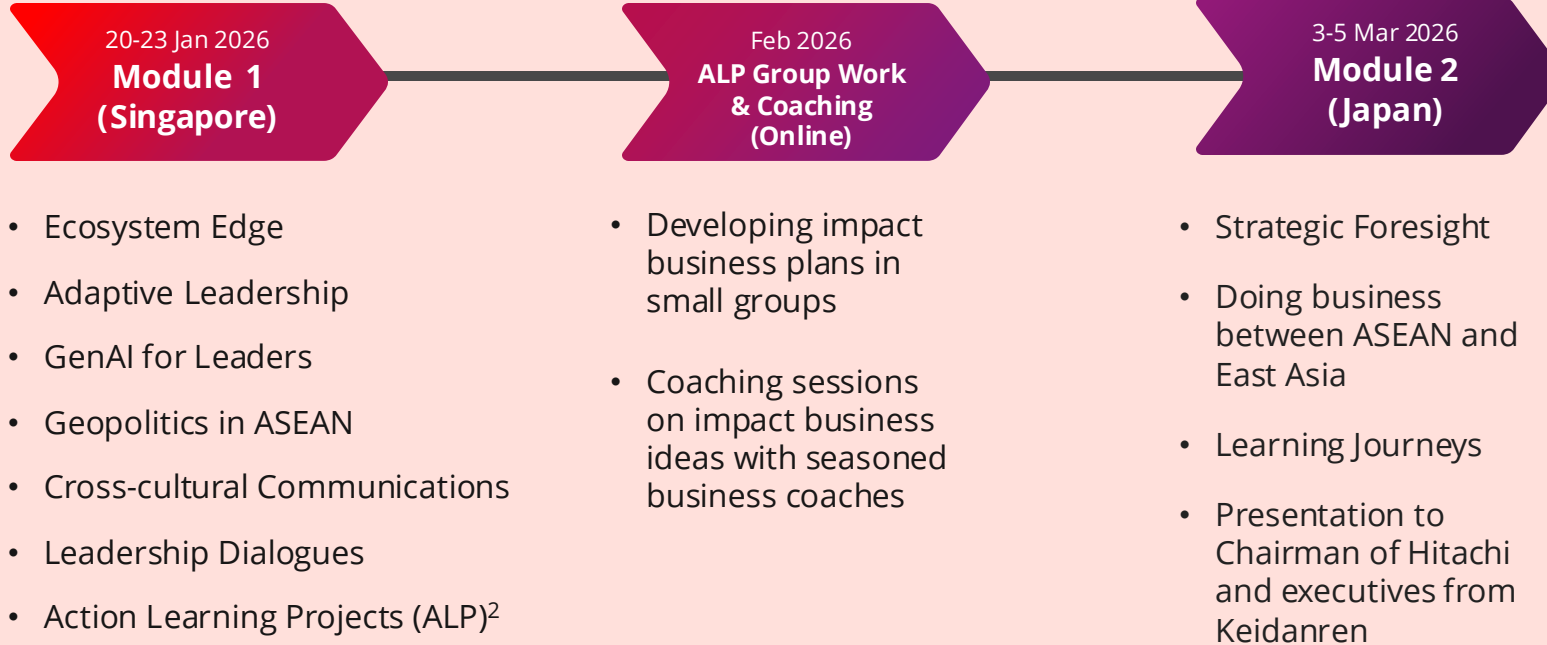 20-23 Jan 2026
Module 1
(Singapore)
• Ecosystem Edge
• Adaptive Leadership
• GenAI for Leaders
• Geopolitics in ASEAN
• Cross-cultural Communications
• Leadership Dialogues
• Action Learning Projects (ALP)²
Feb 2026
ALP Group Work
& Coaching
(Online)
• Developing impact
business plans in
small groups
• Coaching sessions
on impact business
ideas with seasoned
business coaches
3-5 Mar 2026
Module 2
(Japan)
• Strategic Foresight
• Doing business
between ASEAN and
East Asia
• Learning Journeys
• Presentation to
Chairman of Hitachi
and executives from
Keidanren